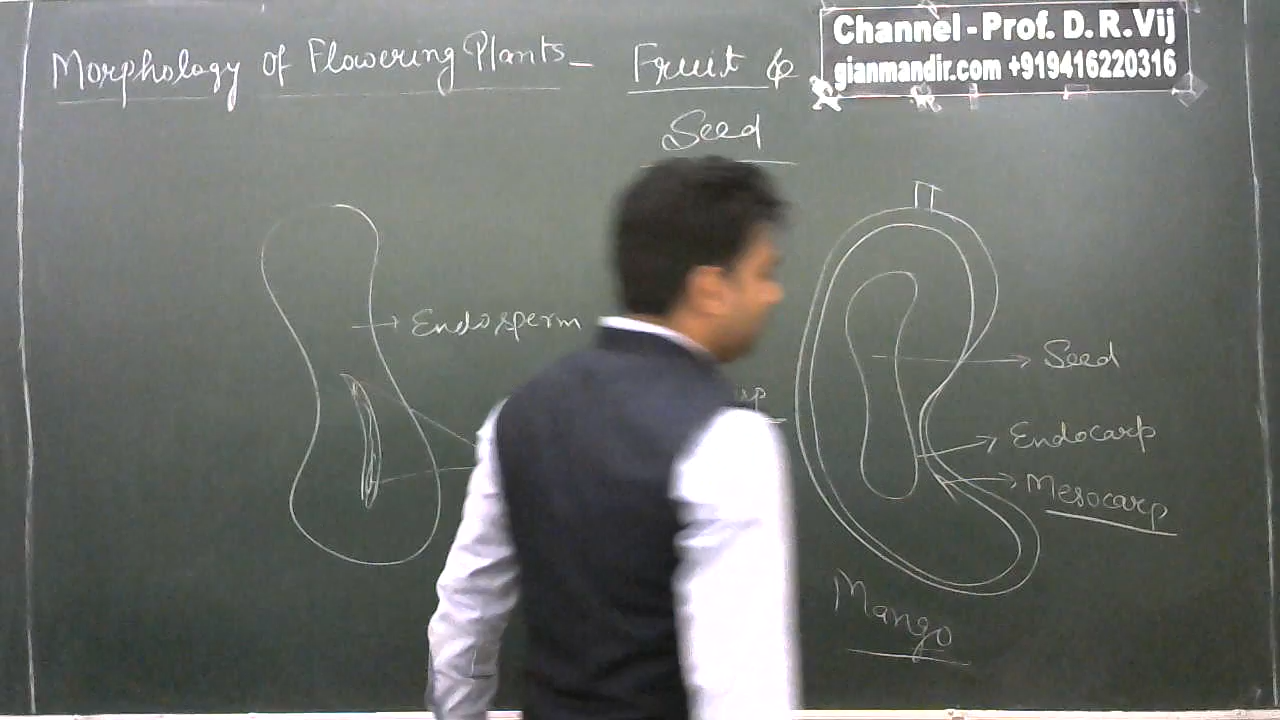 Morphology of Flowering Plants - Fruit &
Seed
Channel - Prof. D. R. Vij
gianmandir.com +919416220316
Endosperm
Seed
Endocarp
Mesocarp
Mango